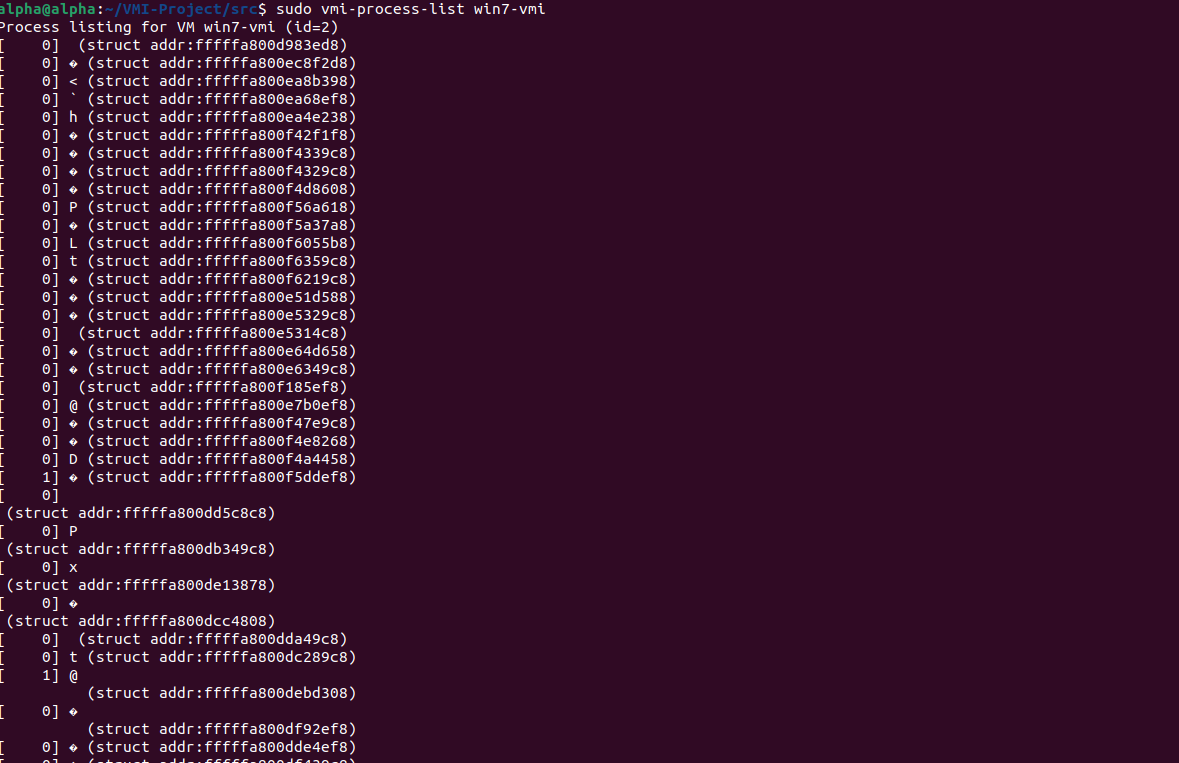 alpha@alpha:~/VMI-Project/src$ sudo vmi-process-list win7-vmi
Process listing for VM win7-vmi (id=2)
[    0]  (struct addr:fffffa800d983ed8)
[    0] � (struct addr:fffffa800ec8f2d8)
[    0] < (struct addr:fffffa800ea8b398)
[    0] ` (struct addr:fffffa800ea68ef8)
[    0] h (struct addr:fffffa800ea4e238)
[    0] � (struct addr:fffffa800f42f1f8)
[    0] � (struct addr:fffffa800f4339c8)
[    0] � (struct addr:fffffa800f4329c8)
[    0] � (struct addr:fffffa800f4d8608)
[    0] P (struct addr:fffffa800f56a618)
[    0] � (struct addr:fffffa800f5a37a8)
[    0] L (struct addr:fffffa800f6055b8)
[    0] t (struct addr:fffffa800f6359c8)
[    0] � (struct addr:fffffa800f6219c8)
[    0] � (struct addr:fffffa800e51d588)
[    0] � (struct addr:fffffa800e5329c8)
[    0]  (struct addr:fffffa800e5314c8)
[    0] � (struct addr:fffffa800e64d658)
[    0] � (struct addr:fffffa800e6349c8)
[    0]  (struct addr:fffffa800f185ef8)
[    0] @ (struct addr:fffffa800e7b0ef8)
[    0] � (struct addr:fffffa800f47e9c8)
[    0] � (struct addr:fffffa800f4e8268)
[    0] D (struct addr:fffffa800f4a4458)
[    1] � (struct addr:fffffa800f5ddef8)
[    0]
(struct addr:fffffa800dd5c8c8)
[    0] P
(struct addr:fffffa800db349c8)
[    0] x
(struct addr:fffffa800de13878)
[    0] �
(struct addr:fffffa800dcc4808)
[    0]  (struct addr:fffffa800dda49c8)
[    0] t (struct addr:fffffa800dc289c8)
[    1] @
(struct addr:fffffa800debd308)
[    0] �
(struct addr:fffffa800df92ef8)
[    0] � (struct addr:fffffa800dde4ef8)